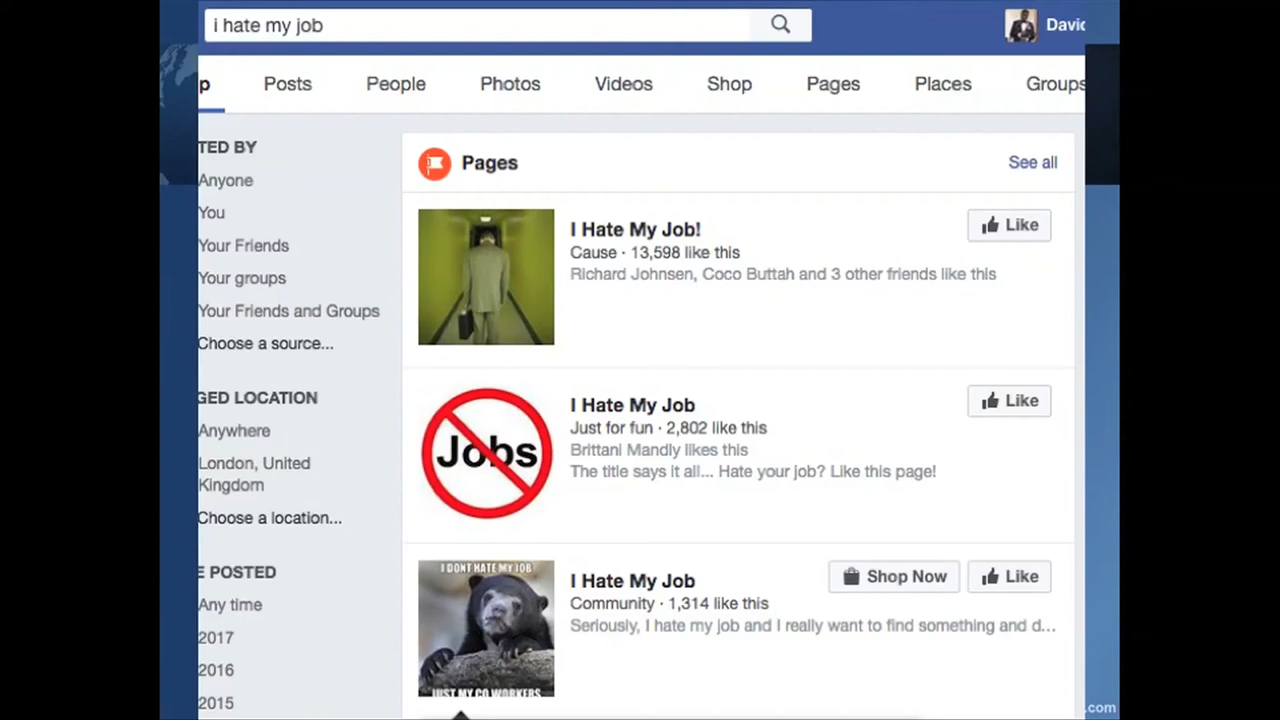 i hate my job
David
p Posts People Photos Videos Shop Pages Places Groups
TED BY
Anyone
You
Your Friends
Your groups
Your Friends and Groups
Choose a source...
GED LOCATION
Anywhere
London, United
Kingdom
Choose a location...
E POSTED
Any time
2017
2016
2015
Pages
See all
I Hate My Job!
Cause · 13,598 like this
Richard Johnsen, Coco Buttah and 3 other friends like this
Like
Jobs
I Hate My Job
Just for fun · 2,802 like this
Brittani Mandly likes this
The title says it all... Hate your job? Like this page!
Like
I DONT HATE MY JOB
JUST MY CO WORKERS
I Hate My Job
Community · 1,314 like this
Seriously, I hate my job and I really want to find something and d...
Shop Now
Like
.com